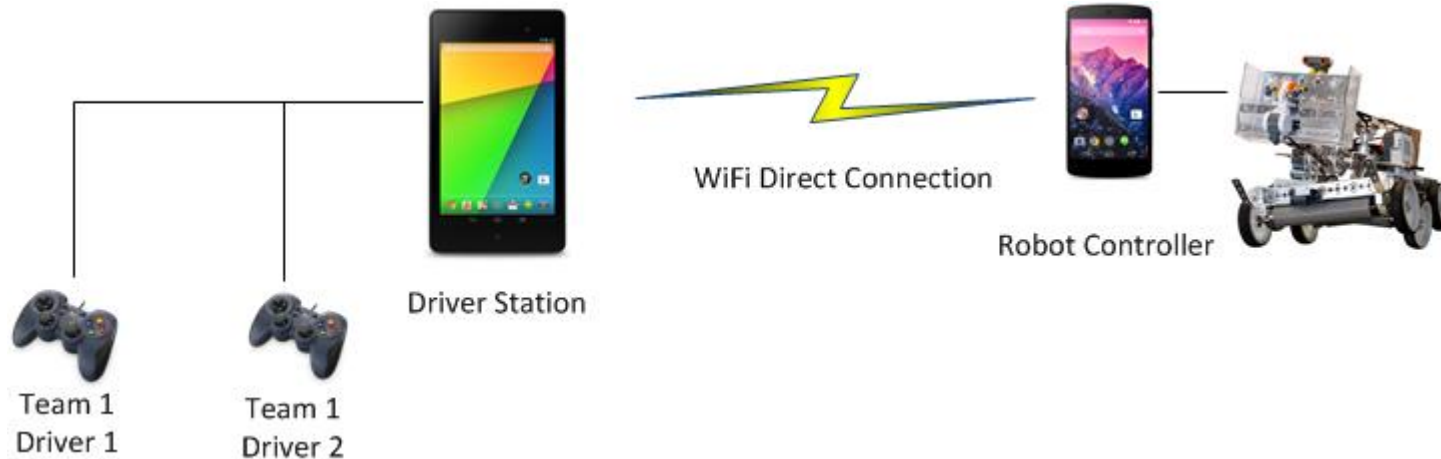 WiFi Direct Connection
Robot Controller
Driver Station
Team 1
Driver 1
Team 1
Driver 2